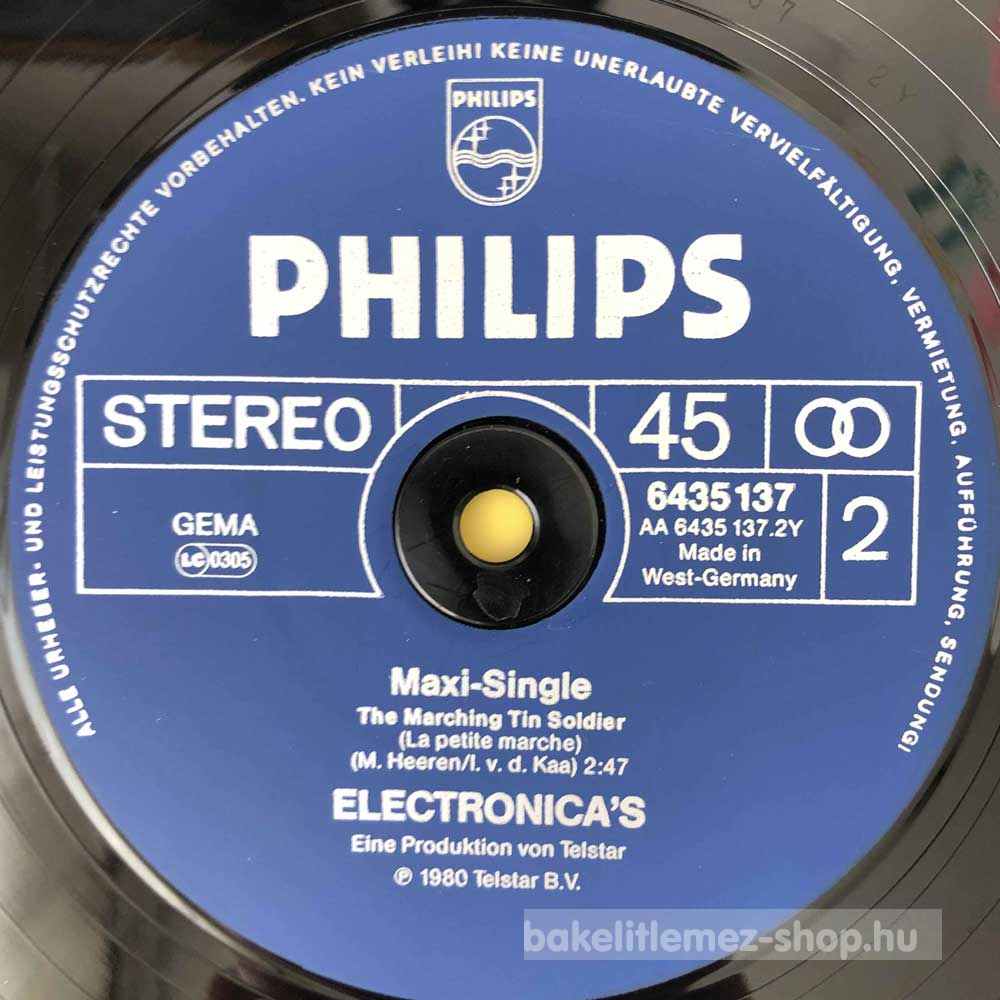 ALLE URHEBER- UND LEISTUNGSSCHUTZRECHTE VORBEHALTEN. KEIN VERLEIH! KEINE UNERLAUBTE VERVIELFÄLTIGUNG, VERMIETUNG, AUFFÜHRUNG, SENDUNG!
PHILIPS
PHILIPS
STEREO
45
GEMA
LC 0305
6435 137
AA 6435 137.2Y
Made in
West-Germany
2
Maxi-Single
The Marching Tin Soldier
(La petite marche)
(M. Heeren/I. v. d. Kaa) 2:47
ELECTRONICA'S
Eine Produktion von Telstar
℗ 1980 Telstar B.V.
bakelitlemez-shop.hu